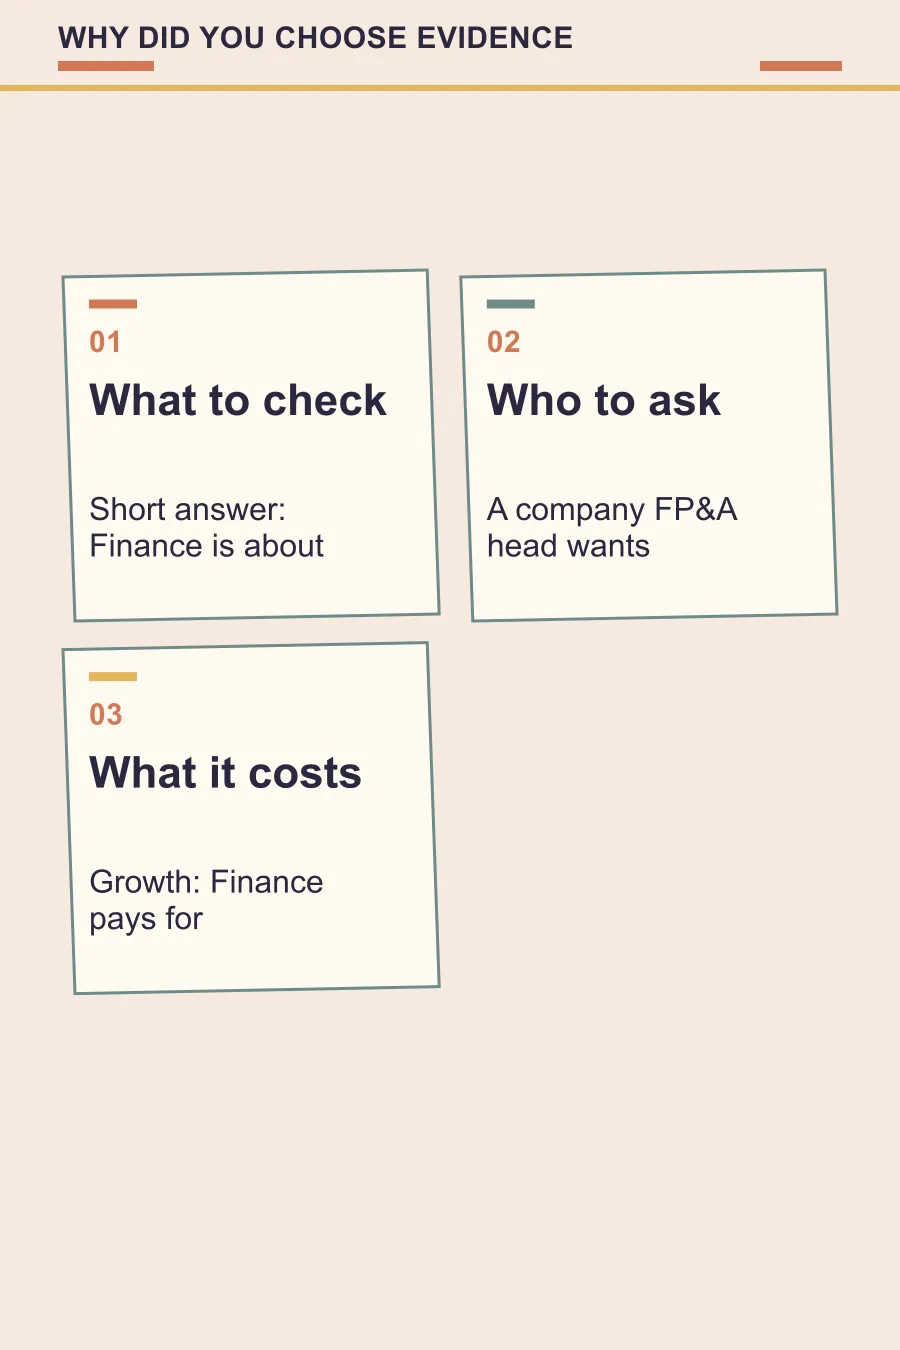 WHY DID YOU CHOOSE EVIDENCE
01
What to check
Short answer:
Finance is about
02
Who to ask
A company FP&A
head wants
03
What it costs
Growth: Finance
pays for